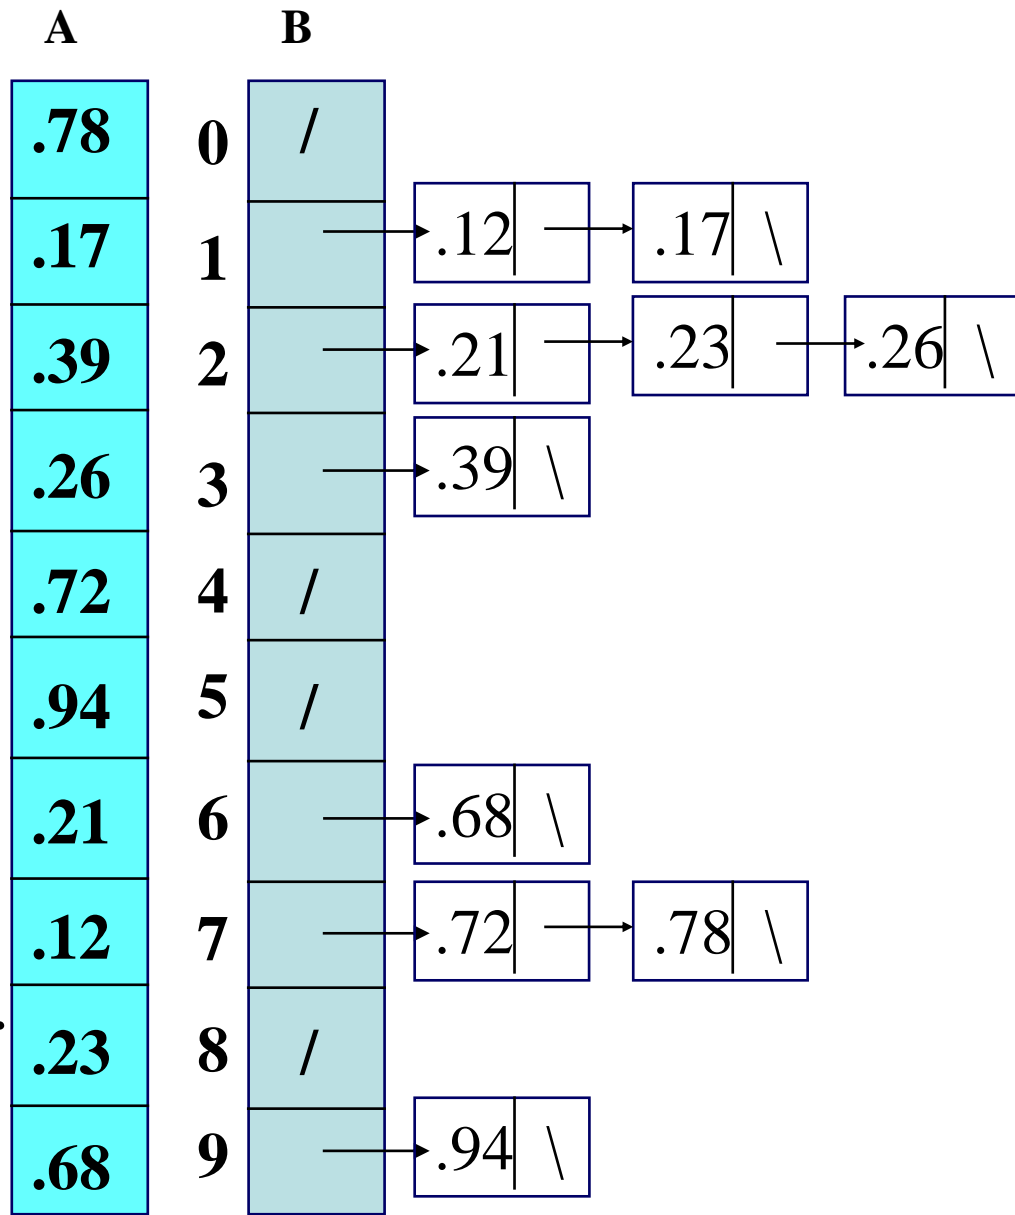 A B
.78 0 /
.17 1 .12 .17 \
.39 2 .21 .23 .26 \
.26 3 .39 \
.72 4 /
.94 5 /
.21 6 .68 \
.12 7 .72 .78 \
.23 8 /
.68 9 .94 \